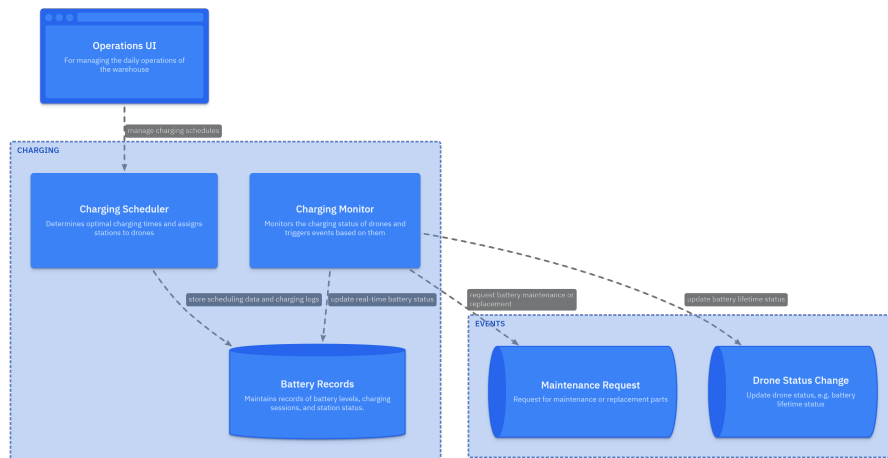 Operations UI
For managing the daily operations of
the warehouse
manage charging schedules
CHARGING
Charging Scheduler
Determines optimal charging times and assigns
stations to drones
Charging Monitor
Monitors the charging status of drones and
triggers events based on them
store scheduling data and charging logs
update real-time battery status
request battery maintenance or
replacement
update battery lifetime status
EVENTS
Battery Records
Maintains records of battery levels, charging
sessions, and station status.
Maintenance Request
Request for maintenance or replacement parts
Drone Status Change
Update drone status, e.g. battery
lifetime status